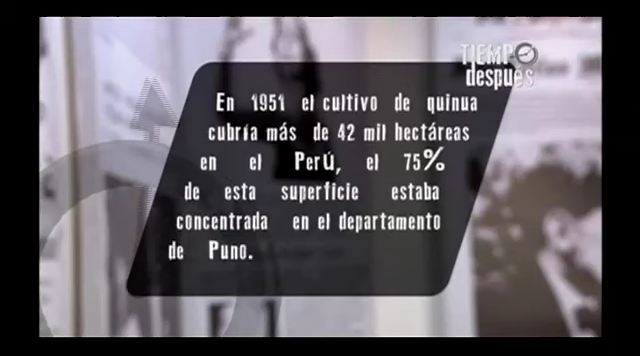 TIEMPO
después
En 1951 el cultivo de quinua
cubría más de 42 mil hectáreas
en el Perú, el 75%
de esta superficie estaba
concentrada en el departamento
de Puno.